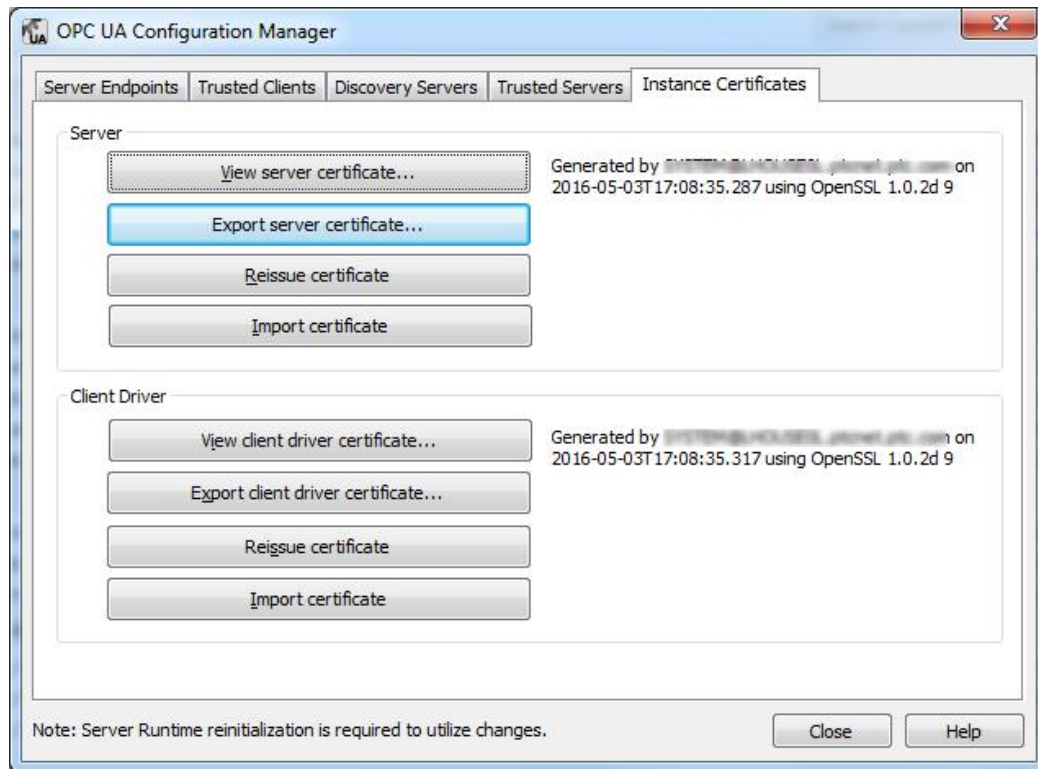 OPC UA Configuration Manager
Server Endpoints
Trusted Clients
Discovery Servers
Trusted Servers
Instance Certificates
Server
View server certificate...
Generated by on
2016-05-03T17:08:35.287 using OpenSSL 1.0.2d 9
Export server certificate...
Reissue certificate
Import certificate
Client Driver
View client driver certificate...
Generated by on
2016-05-03T17:08:35.317 using OpenSSL 1.0.2d 9
Export client driver certificate...
Reissue certificate
Import certificate
Note: Server Runtime reinitialization is required to utilize changes.
Close
Help